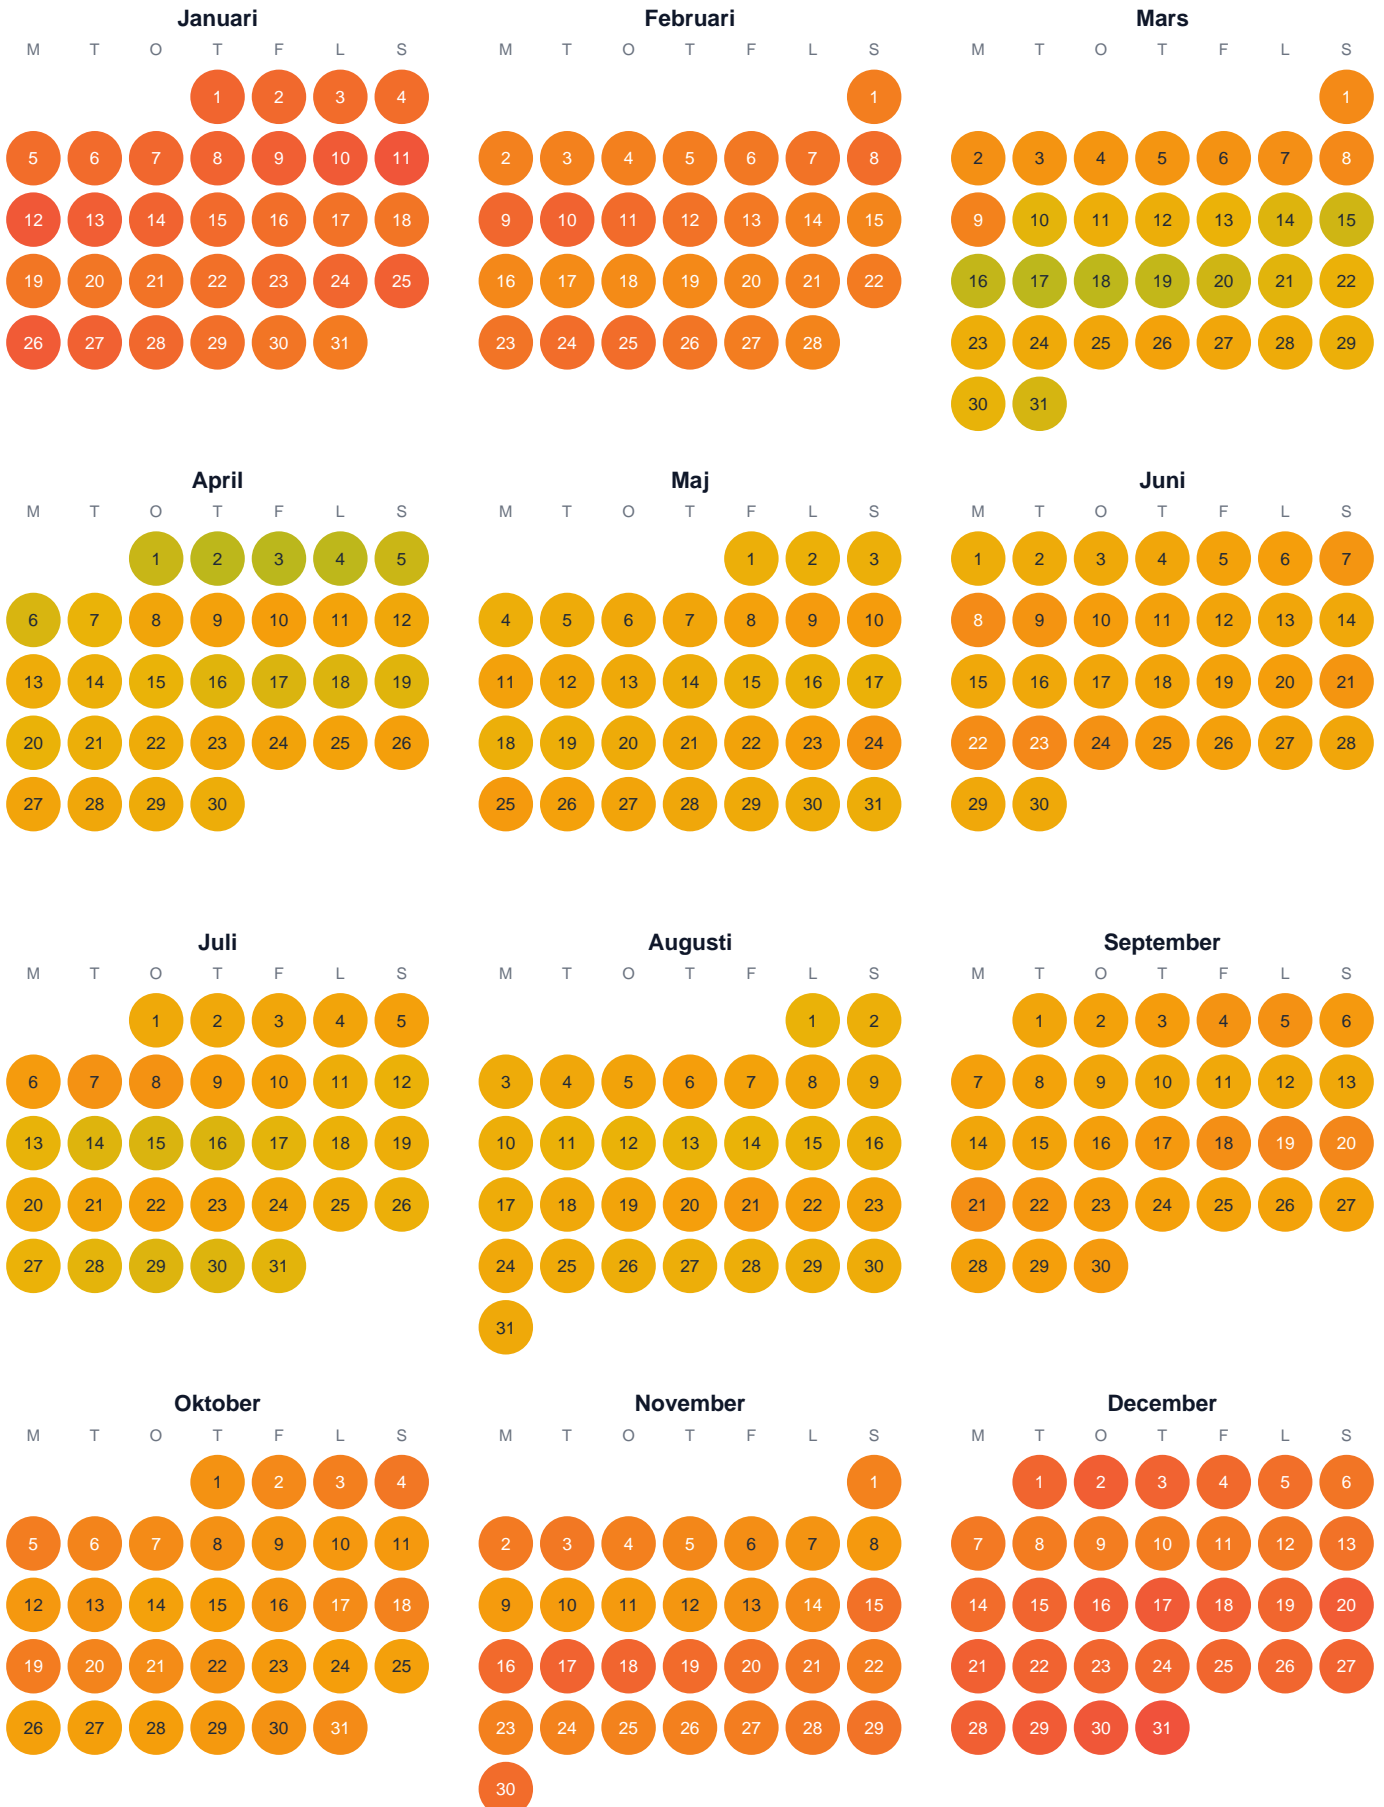 Januari Februari Mars
M T O T F L S M T O T F L S M T O T F L S
1 2 3 4 1 1
5 6 7 8 9 10 11 2 3 4 5 6 7 8 2 3 4 5 6 7 8
12 13 14 15 16 17 18 9 10 11 12 13 14 15 9 10 11 12 13 14 15
19 20 21 22 23 24 25 16 17 18 19 20 21 22 16 17 18 19 20 21 22
26 27 28 29 30 31 23 24 25 26 27 28 23 24 25 26 27 28 29
30 31
April Maj Juni
M T O T F L S M T O T F L S M T O T F L S
1 2 3 4 5 1 2 3 1 2 3 4 5 6 7
6 7 8 9 10 11 12 4 5 6 7 8 9 10 8 9 10 11 12 13 14
13 14 15 16 17 18 19 11 12 13 14 15 16 17 15 16 17 18 19 20 21
20 21 22 23 24 25 26 18 19 20 21 22 23 24 22 23 24 25 26 27 28
27 28 29 30 25 26 27 28 29 30 31 29 30
Juli Augusti September
M T O T F L S M T O T F L S M T O T F L S
1 2 3 4 5 1 2 1 2 3 4 5 6
6 7 8 9 10 11 12 3 4 5 6 7 8 9 7 8 9 10 11 12 13
13 14 15 16 17 18 19 10 11 12 13 14 15 16 14 15 16 17 18 19 20
20 21 22 23 24 25 26 17 18 19 20 21 22 23 21 22 23 24 25 26 27
27 28 29 30 31 24 25 26 27 28 29 30 28 29 30
31
Oktober November December
M T O T F L S M T O T F L S M T O T F L S
1 2 3 4 1 1 2 3 4 5 6
5 6 7 8 9 10 11 2 3 4 5 6 7 8 7 8 9 10 11 12 13
12 13 14 15 16 17 18 9 10 11 12 13 14 15 14 15 16 17 18 19 20
19 20 21 22 23 24 25 16 17 18 19 20 21 22 21 22 23 24 25 26 27
26 27 28 29 30 31 23 24 25 26 27 28 29 28 29 30 31
30